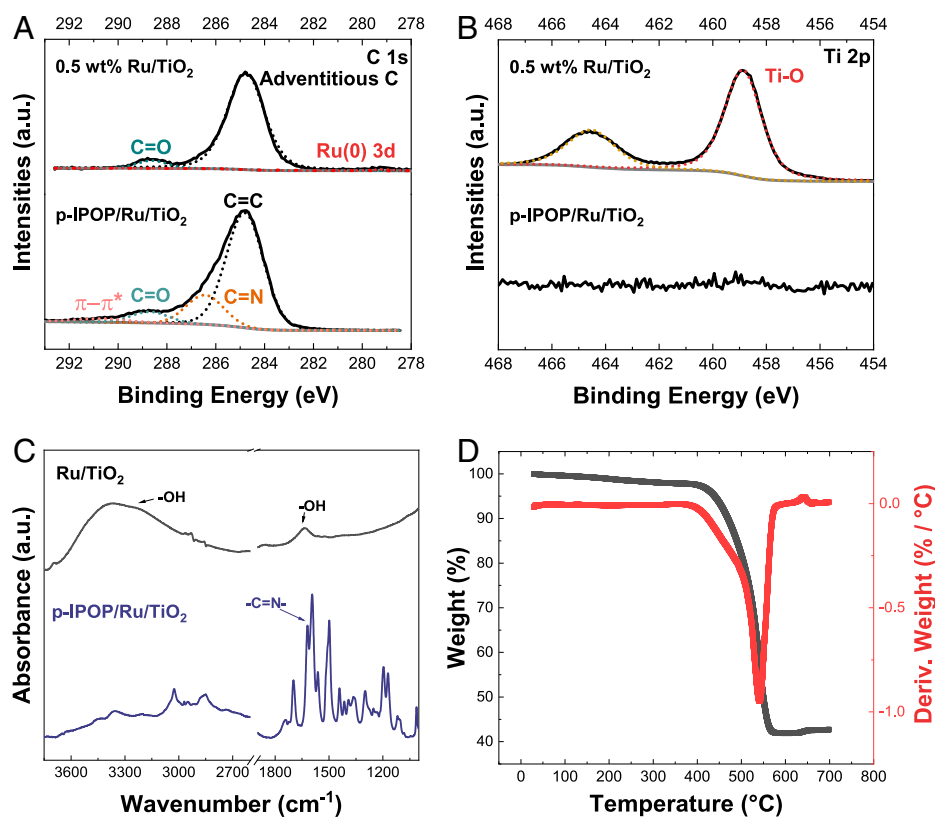 A
292 290 288 286 284 282 280 278
C 1s
0.5 wt% Ru/TiO₂
Adventitious C
C=O
Ru(0) 3d
p-IPOP/Ru/TiO₂
C=C
π–π*
C=O
C=N
Intensities (a.u.)
292 290 288 286 284 282 280 278
Binding Energy (eV)
B
468 466 464 462 460 458 456 454
0.5 wt% Ru/TiO₂
Ti 2p
Ti-O
p-IPOP/Ru/TiO₂
Intensities (a.u.)
468 466 464 462 460 458 456 454
Binding Energy (eV)
C
Ru/TiO₂
-OH
-OH
p-IPOP/Ru/TiO₂
-C=N-
Absorbance (a.u.)
3600 3300 3000 2700 1800 1500 1200
Wavenumber (cm⁻¹)
D
100
90
80
70
60
50
40
Weight (%)
0.0
-0.5
-1.0
Deriv. Weight (% / °C)
0 100 200 300 400 500 600 700 800
Temperature (°C)